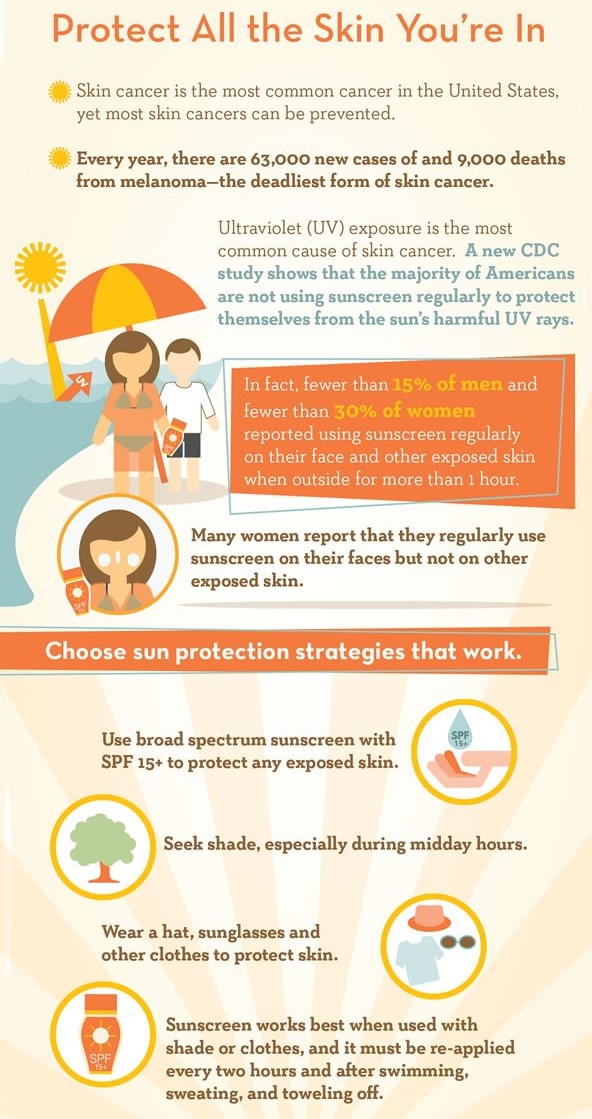 Protect All the Skin You're In
Skin cancer is the most common cancer in the United States,
yet most skin cancers can be prevented.
Every year, there are 63,000 new cases of and 9,000 deaths
from melanoma—the deadliest form of skin cancer.
Ultraviolet (UV) exposure is the most
common cause of skin cancer. A new CDC
study shows that the majority of Americans
are not using sunscreen regularly to protect
themselves from the sun's harmful UV rays.
UV
In fact, fewer than 15% of men and
fewer than 30% of women
reported using sunscreen regularly
on their face and other exposed skin
when outside for more than 1 hour.
Many women report that they regularly use
sunscreen on their faces but not on other
exposed skin.
SPF
15+
Choose sun protection strategies that work.
Use broad spectrum sunscreen with
SPF 15+ to protect any exposed skin.
SPF
15+
Seek shade, especially during midday hours.
Wear a hat, sunglasses and
other clothes to protect skin.
SPF
15+
Sunscreen works best when used with
shade or clothes, and it must be re-applied
every two hours and after swimming,
sweating, and toweling off.